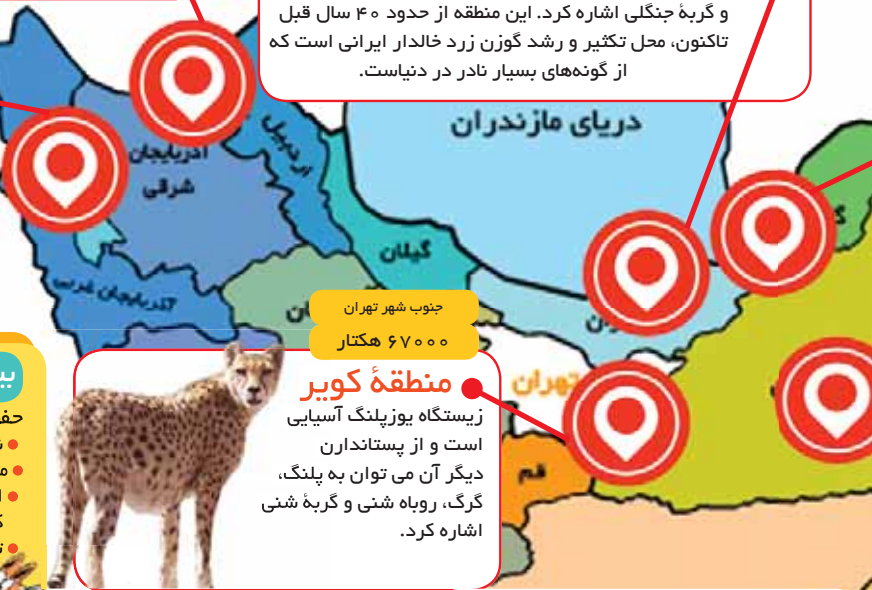 و گربهٔ جنگلی اشاره کرد. این منطقه از حدود ۴۰ سال قبل
تاکنون، محل تکثیر و رشد گوزن زرد خالدار ایرانی است که
از گونه‌های بسیار نادر در دنیاست.
دریای مازندران
اردبیل
آذربایجان
شرقی
گیلان
آذربایجان غربی
جنوب شهر تهران
۶۷۰۰۰ هکتار
منطقهٔ کویر
زیستگاه یوزپلنگ آسیایی
است و از پستاندارن
دیگر آن می توان به پلنگ،
گرگ، روباه شنی و گربهٔ شنی
اشاره کرد.
تهران
قم